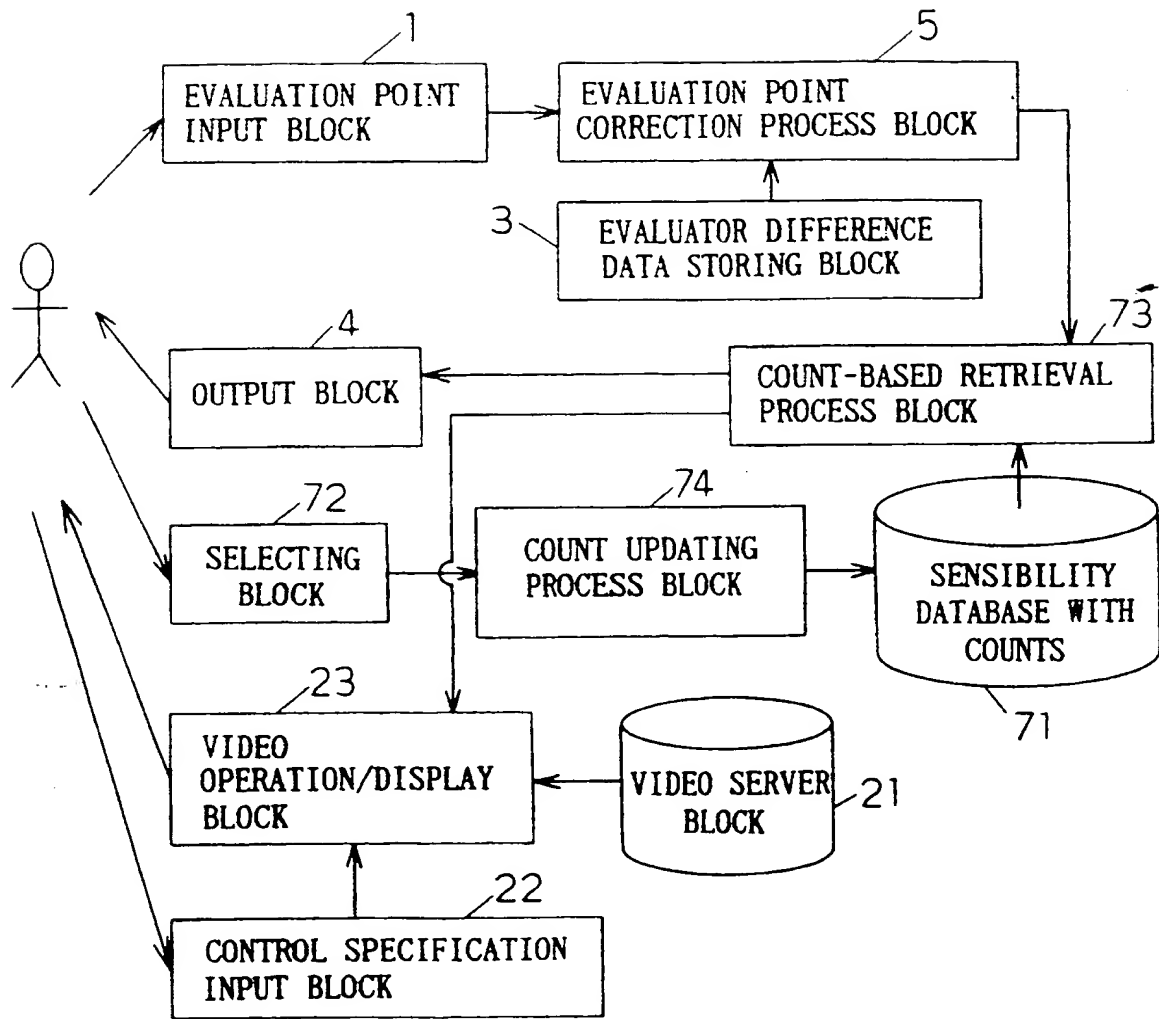 1
EVALUATION POINT
INPUT BLOCK
5
EVALUATION POINT
CORRECTION PROCESS BLOCK
3
EVALUATOR DIFFERENCE
DATA STORING BLOCK
4
OUTPUT BLOCK
73
COUNT-BASED RETRIEVAL
PROCESS BLOCK
72
SELECTING
BLOCK
74
COUNT UPDATING
PROCESS BLOCK
SENSIBILITY
DATABASE WITH
COUNTS
71
23
VIDEO
OPERATION/DISPLAY
BLOCK
VIDEO SERVER
BLOCK
21
22
CONTROL SPECIFICATION
INPUT BLOCK